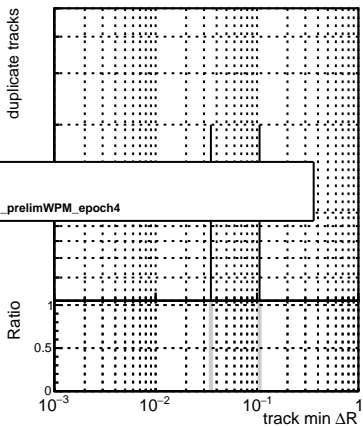 duplicate tracks
_prelimWPM_epoch4
Ratio
1
0.5
0
10⁻³ 10⁻² 10⁻¹ 1
track min ΔR